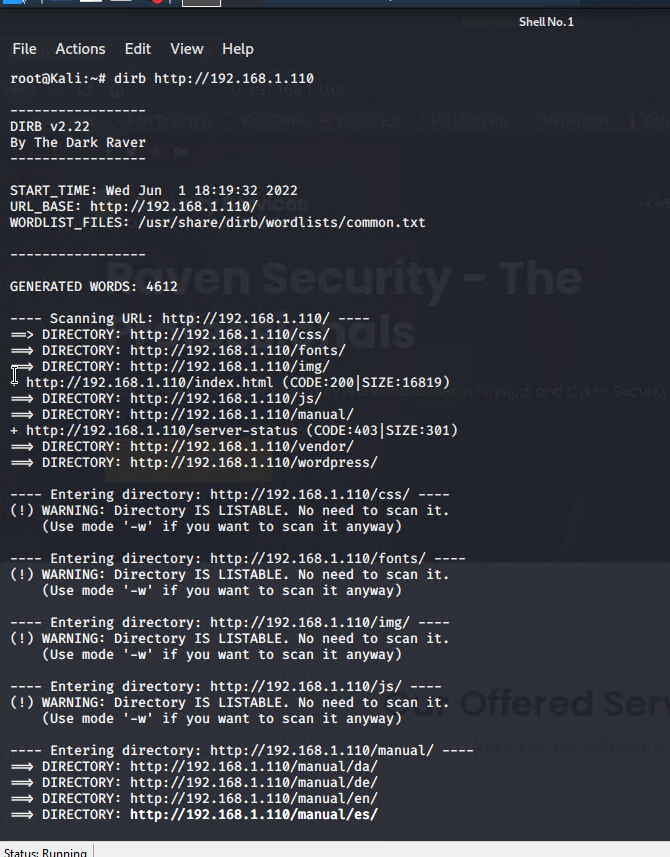 Shell No.1
File Actions Edit View Help
root@Kali:~# dirb http://192.168.1.110
-----------------
DIRB v2.22
By The Dark Raver
-----------------
START_TIME: Wed Jun  1 18:19:32 2022
URL_BASE: http://192.168.1.110/
WORDLIST_FILES: /usr/share/dirb/wordlists/common.txt
-----------------
GENERATED WORDS: 4612
Raven Security - The
---- Scanning URL: http://192.168.1.110/ ----
==> DIRECTORY: http://192.168.1.110/css/
==> DIRECTORY: http://192.168.1.110/fonts/
==> DIRECTORY: http://192.168.1.110/img/
http://192.168.1.110/index.html (CODE:200|SIZE:16819)
==> DIRECTORY: http://192.168.1.110/js/
==> DIRECTORY: http://192.168.1.110/manual/
+ http://192.168.1.110/server-status (CODE:403|SIZE:301)
==> DIRECTORY: http://192.168.1.110/vendor/
==> DIRECTORY: http://192.168.1.110/wordpress/
---- Entering directory: http://192.168.1.110/css/ ----
(!) WARNING: Directory IS LISTABLE. No need to scan it.
(Use mode '-w' if you want to scan it anyway)
---- Entering directory: http://192.168.1.110/fonts/ ----
(!) WARNING: Directory IS LISTABLE. No need to scan it.
(Use mode '-w' if you want to scan it anyway)
---- Entering directory: http://192.168.1.110/img/ ----
(!) WARNING: Directory IS LISTABLE. No need to scan it.
(Use mode '-w' if you want to scan it anyway)
---- Entering directory: http://192.168.1.110/js/ ----
(!) WARNING: Directory IS LISTABLE. No need to scan it.
(Use mode '-w' if you want to scan it anyway)
Our Offered Ser
---- Entering directory: http://192.168.1.110/manual/ ----
==> DIRECTORY: http://192.168.1.110/manual/da/
==> DIRECTORY: http://192.168.1.110/manual/de/
==> DIRECTORY: http://192.168.1.110/manual/en/
==> DIRECTORY: http://192.168.1.110/manual/es/
Status: Running